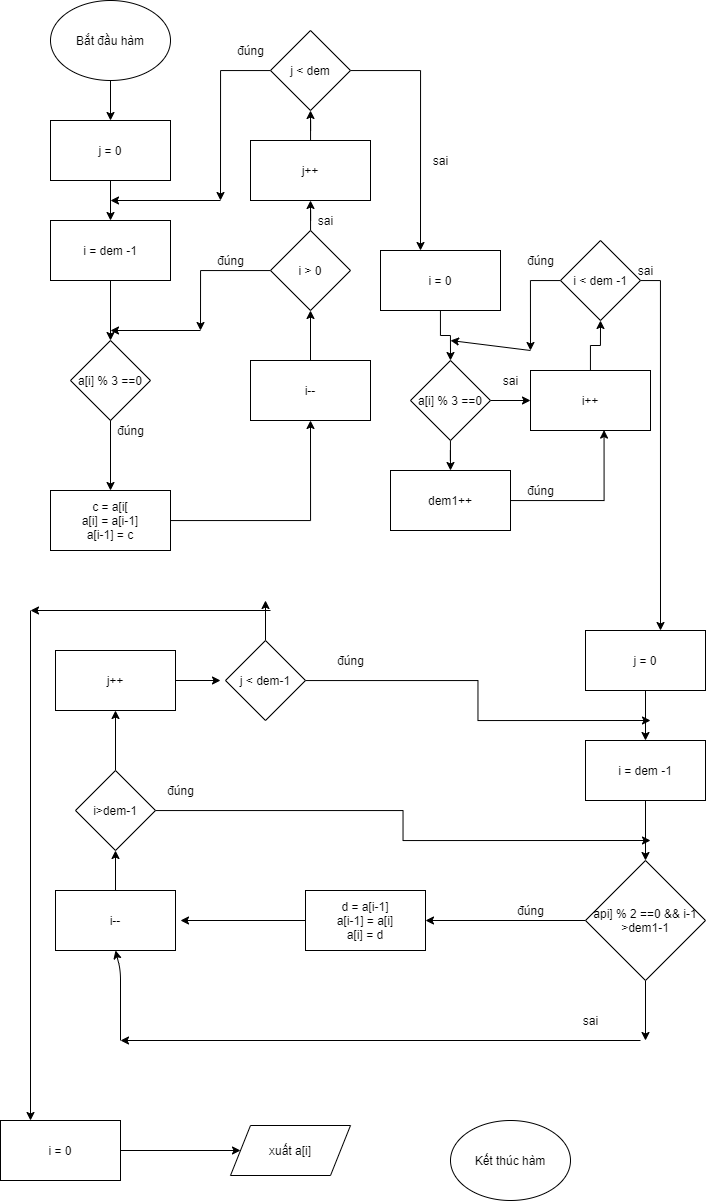 Bắt đầu hàm
đúng
j < dem
j = 0
j++
sai
sai
i = dem -1
đúng
i > 0
i = 0
đúng
i < dem -1
sai
a[i] % 3 ==0
i--
a[i] % 3 ==0
sai
i++
đúng
c = a[i[
a[i] = a[i-1]
a[i-1] = c
dem1++
đúng
j++
j < dem-1
đúng
j = 0
i = dem -1
i>dem-1
đúng
i--
d = a[i-1]
a[i-1] = a[i]
a[i] = d
đúng
api] % 2 ==0 && i-1
>dem1-1
sai
i = 0
xuất a[i]
Kết thúc hàm